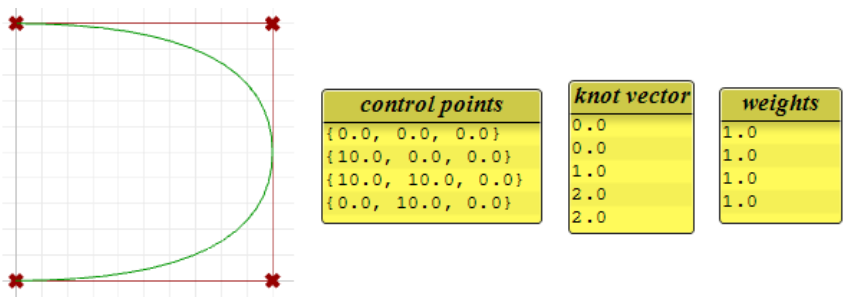 control points
{0.0, 0.0, 0.0}
{10.0, 0.0, 0.0}
{10.0, 10.0, 0.0}
{0.0, 10.0, 0.0}
knot vector
0.0
0.0
1.0
2.0
2.0
weights
1.0
1.0
1.0
1.0